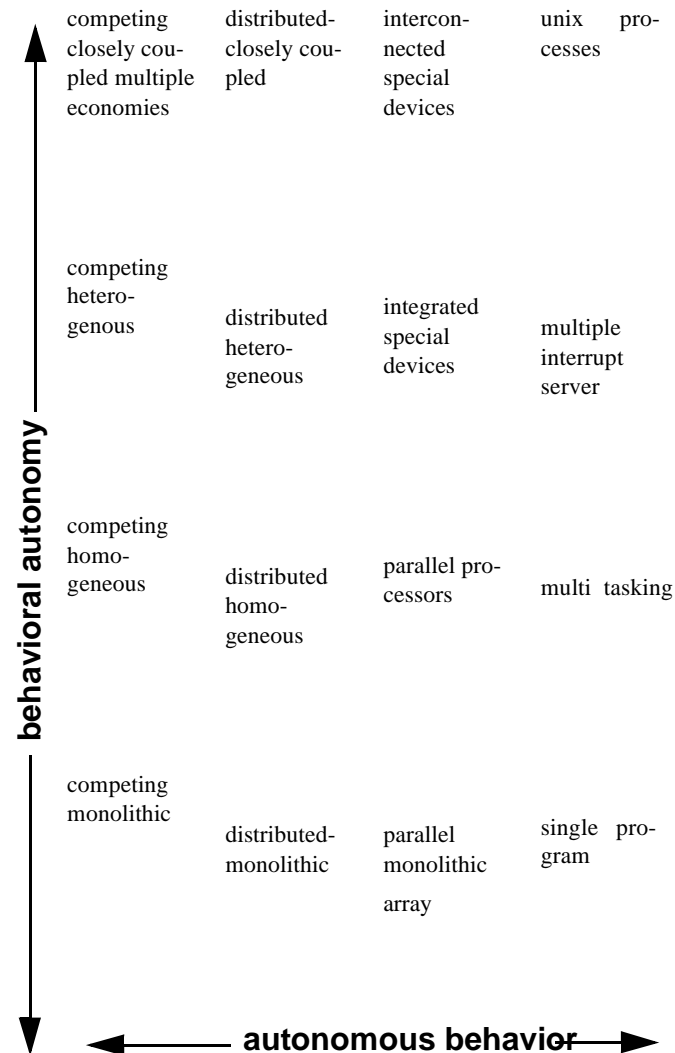 competing
closely cou-
pled multiple
economies
distributed-
closely cou-
pled
intercon-
nected
special
devices
unix pro-
cesses
competing
hetero-
genous
distributed
hetero-
geneous
integrated
special
devices
multiple
interrupt
server
competing
homo-
geneous
distributed
homo-
geneous
parallel pro-
cessors
multi tasking
competing
monolithic
distributed-
monolithic
parallel
monolithic
array
single pro-
gram
behavioral autonomy
autonomous behavior